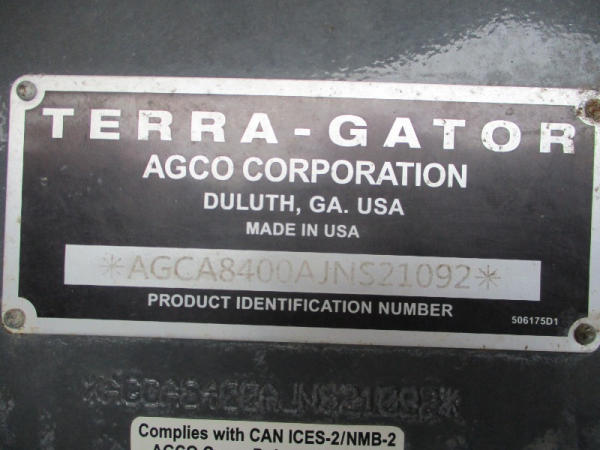 TERRA-GATOR
AGCO CORPORATION
DULUTH, GA. USA
MADE IN USA
*AGCA8400AJNS21092*
PRODUCT IDENTIFICATION NUMBER
506175D1
*AGCA8400AJNS21092*
Complies with CAN ICES-2/NMB-2